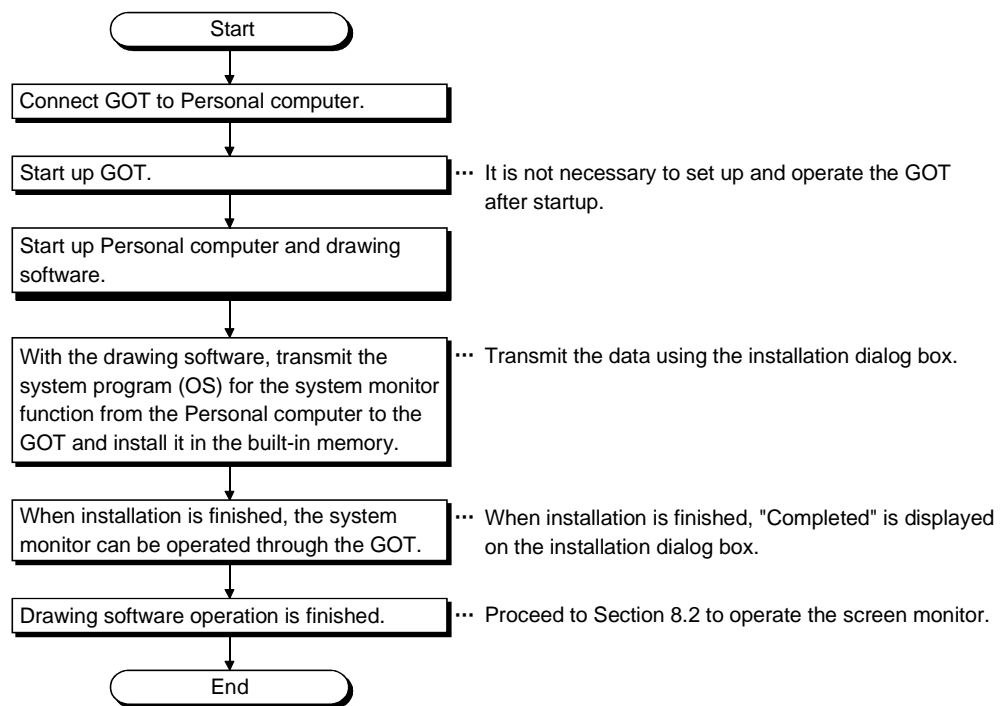 Start
Connect GOT to Personal computer.
Start up GOT.
··· It is not necessary to set up and operate the GOT
after startup.
Start up Personal computer and drawing
software.
With the drawing software, transmit the
system program (OS) for the system monitor
function from the Personal computer to the
GOT and install it in the built-in memory.
··· Transmit the data using the installation dialog box.
When installation is finished, the system
monitor can be operated through the GOT.
··· When installation is finished, "Completed" is displayed
on the installation dialog box.
Drawing software operation is finished.
··· Proceed to Section 8.2 to operate the screen monitor.
End